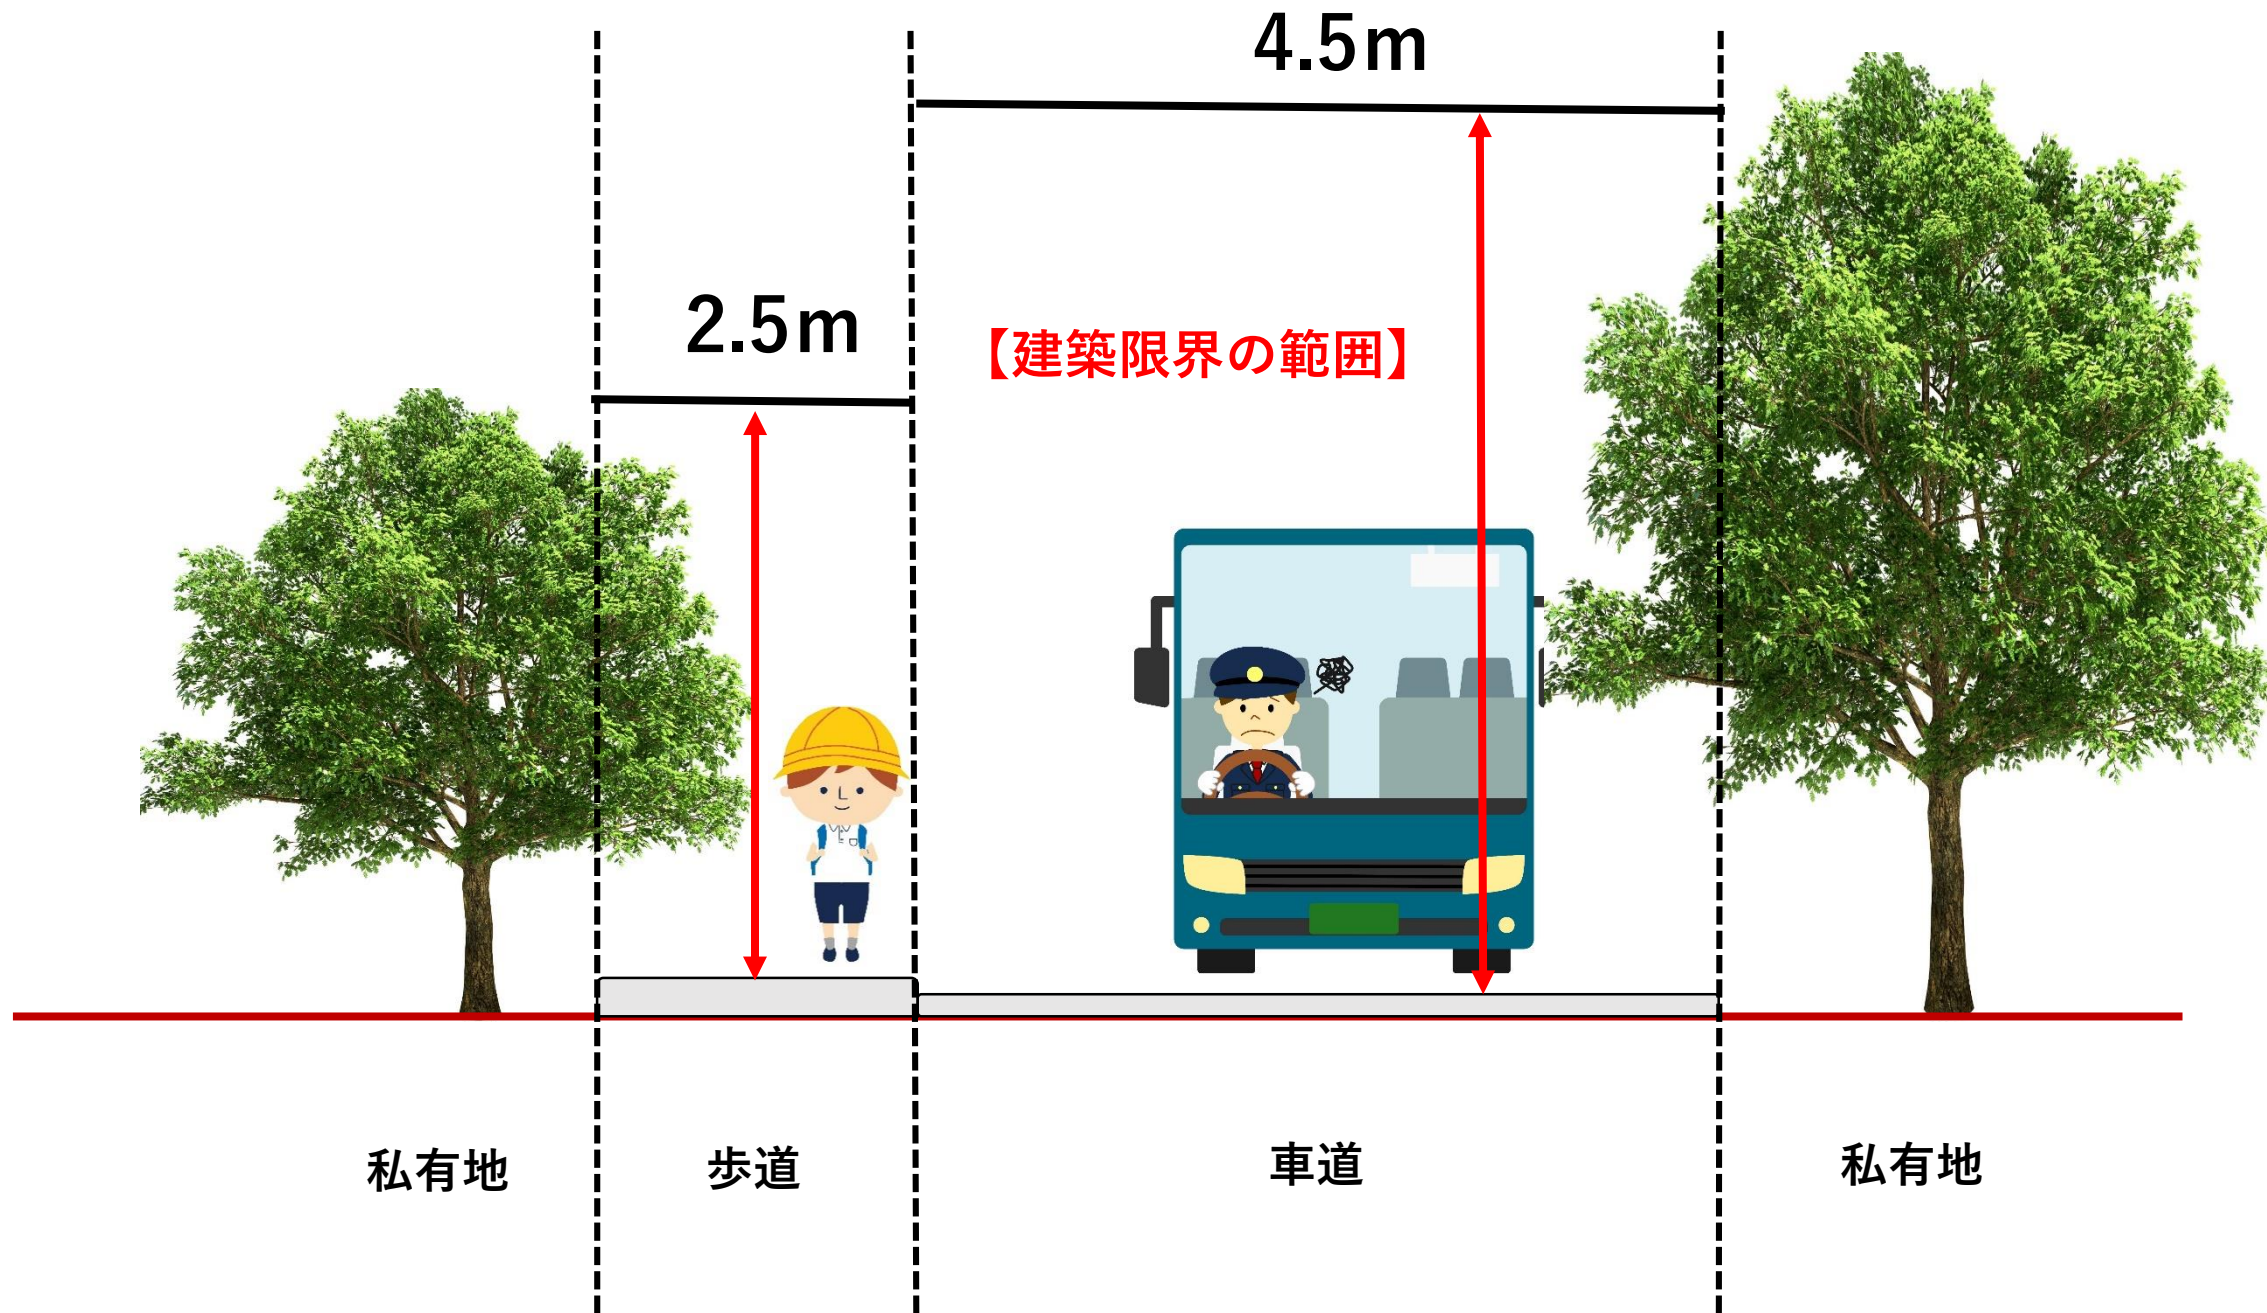 4.5m
2.5m
【建築限界の範囲】
私有地
歩道
車道
私有地